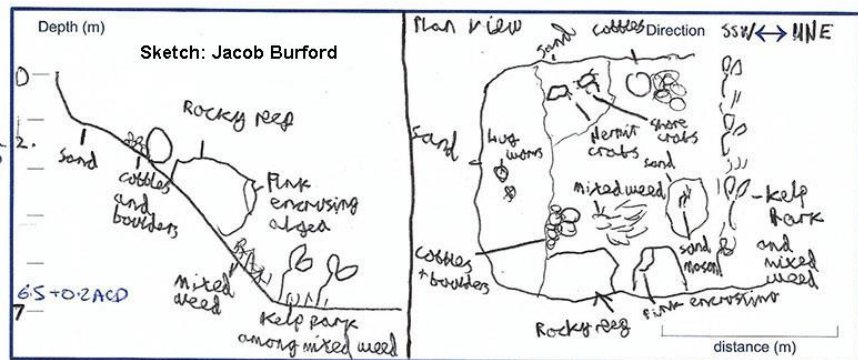 Depth (m)
Sketch: Jacob Burford
0
2.
7
Rocky reef
sand
cobbles
and
boulders
Pink
encrusing
algea
mixed
weed
6.5 + 0.2 ACD
Kelp park
among mixed weed
Plan view
sand
cobbles
Direction
SSW ↔ NNE
sand
lug
worms
Hermit
crabs
shore
crabs
sand
mixed weed
sand
mason
Kelp
Park
and
mixed
weed
cobbles
+ boulders
Rocky reef
Pink encrusting
distance (m)